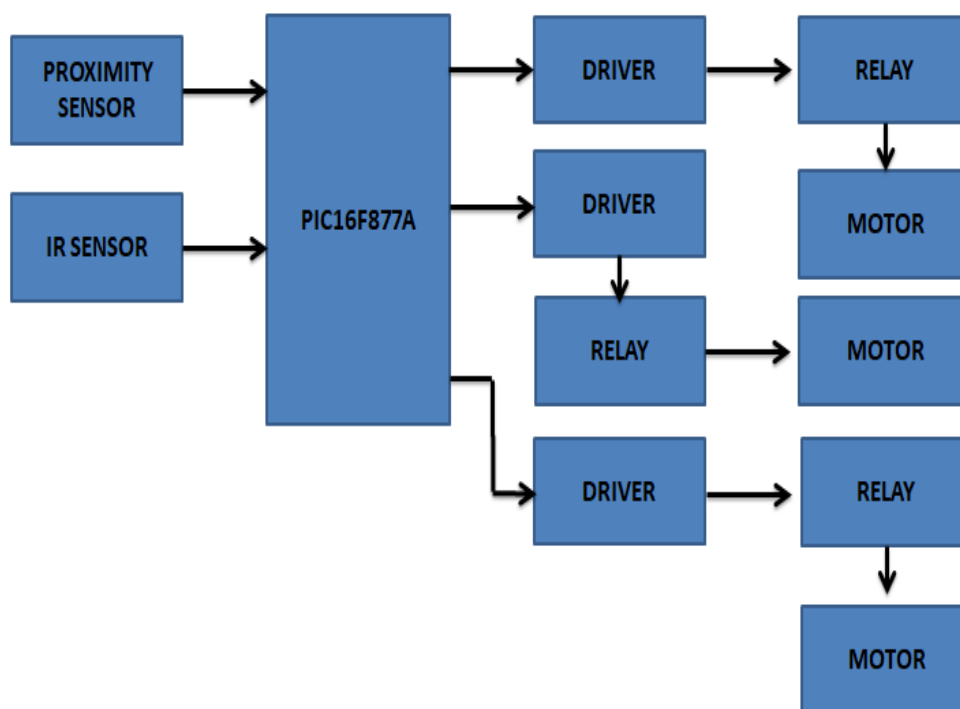 PROXIMITY
SENSOR
IR SENSOR
PIC16F877A
DRIVER
RELAY
MOTOR
DRIVER
RELAY
MOTOR
DRIVER
RELAY
MOTOR